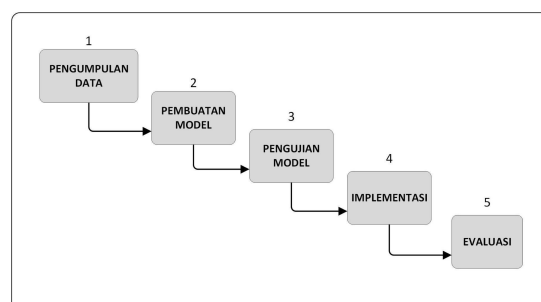 1
PENGUMPULAN
DATA
2
PEMBUATAN
MODEL
3
PENGUJIAN
MODEL
4
IMPLEMENTASI
5
EVALUASI